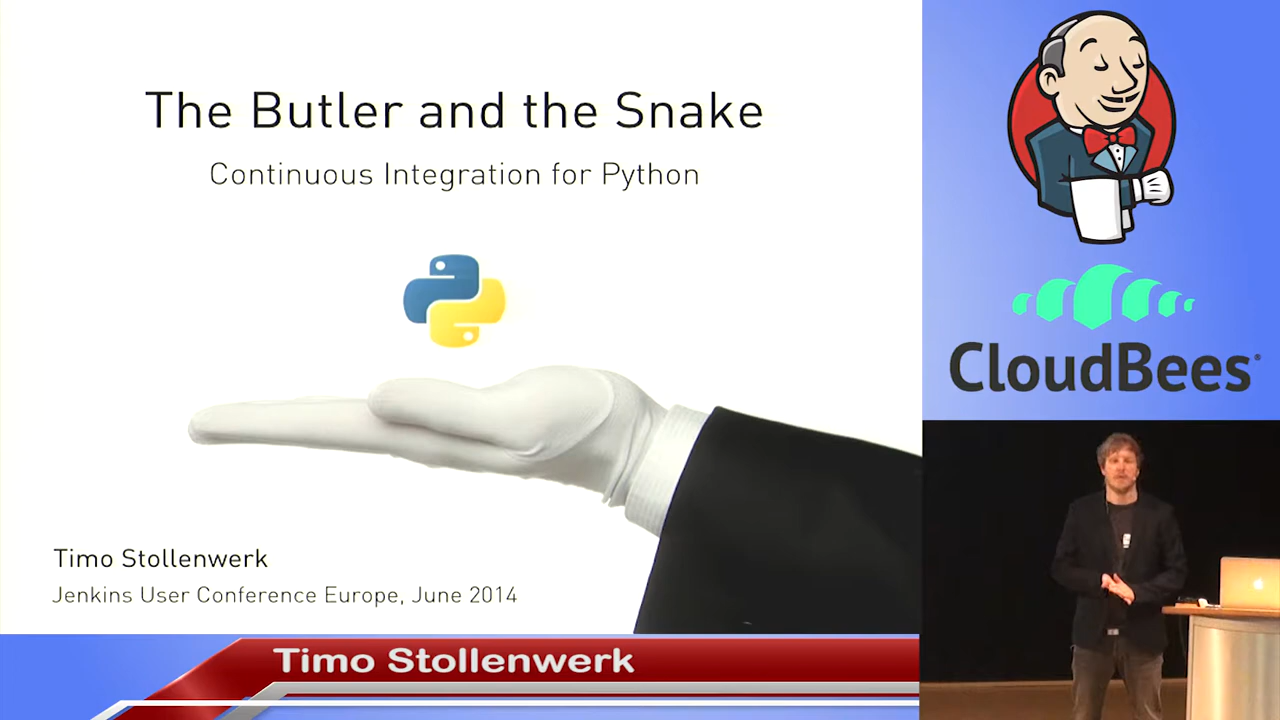 The Butler and the Snake
Continuous Integration for Python
Timo Stollenwerk
Jenkins User Conference Europe, June 2014
Timo Stollenwerk
CloudBees